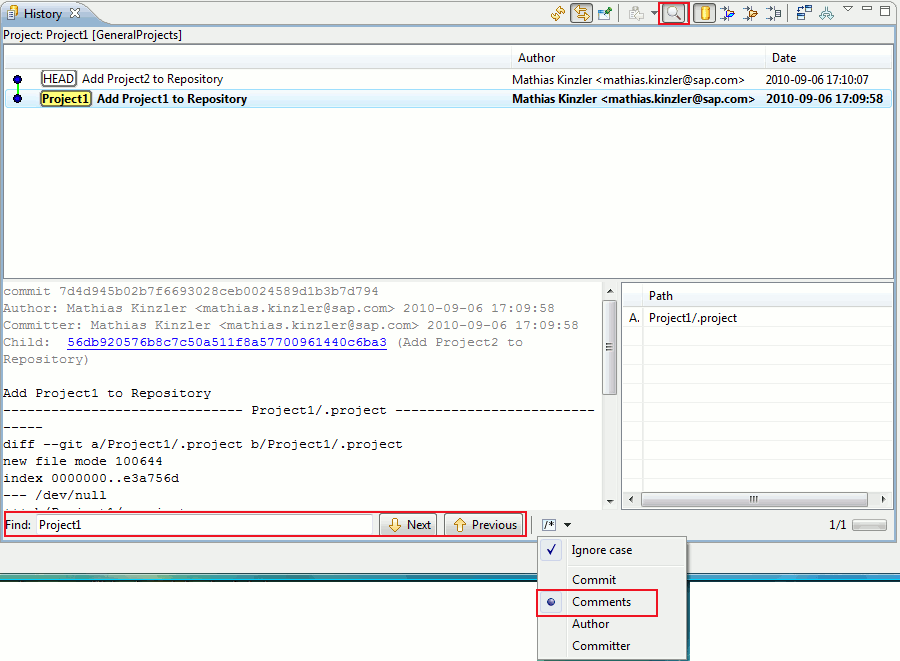 History
Project: Project1 [GeneralProjects]
Author Date
HEAD Add Project2 to Repository Mathias Kinzler <mathias.kinzler@sap.com> 2010-09-06 17:10:07
Project1 Add Project1 to Repository Mathias Kinzler <mathias.kinzler@sap.com> 2010-09-06 17:09:58
commit 7d4d945b02b7f6693028ceb0024589d1b3b7d794
Author: Mathias Kinzler <mathias.kinzler@sap.com> 2010-09-06 17:09:58
Committer: Mathias Kinzler <mathias.kinzler@sap.com> 2010-09-06 17:09:58
Child: 56db920576b8c7c50a511f8a57700961440c6ba3 (Add Project2 to
Repository)
Add Project1 to Repository
------------------------------ Project1/.project -------------------------
-----
diff --git a/Project1/.project b/Project1/.project
new file mode 100644
index 0000000..e3a756d
--- /dev/null
Path
A. Project1/.project
Find: Project1 Next Previous /* 1/1
Ignore case
Commit
Comments
Author
Committer